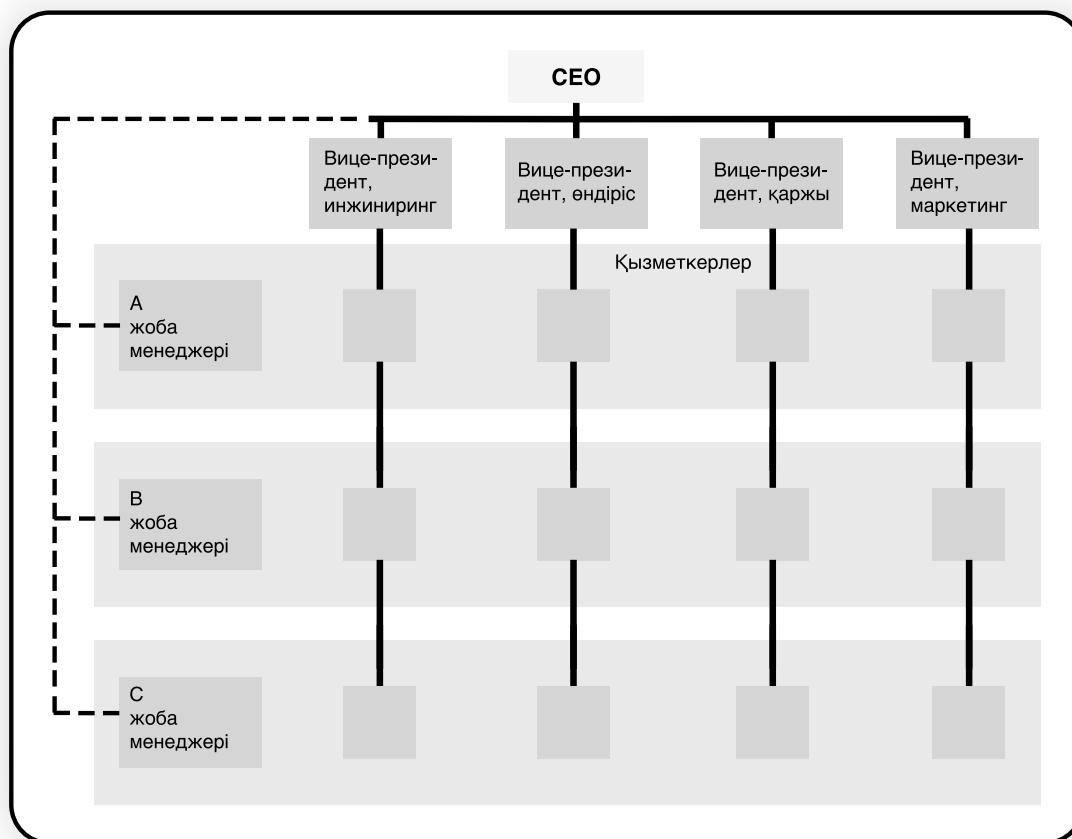 CEO
Вице-прези-
дент,
инжиниринг
Вице-прези-
дент, өндіріс
Вице-прези-
дент, қаржы
Вице-прези-
дент,
маркетинг
Қызметкерлер
A
жоба
менеджері
B
жоба
менеджері
C
жоба
менеджері